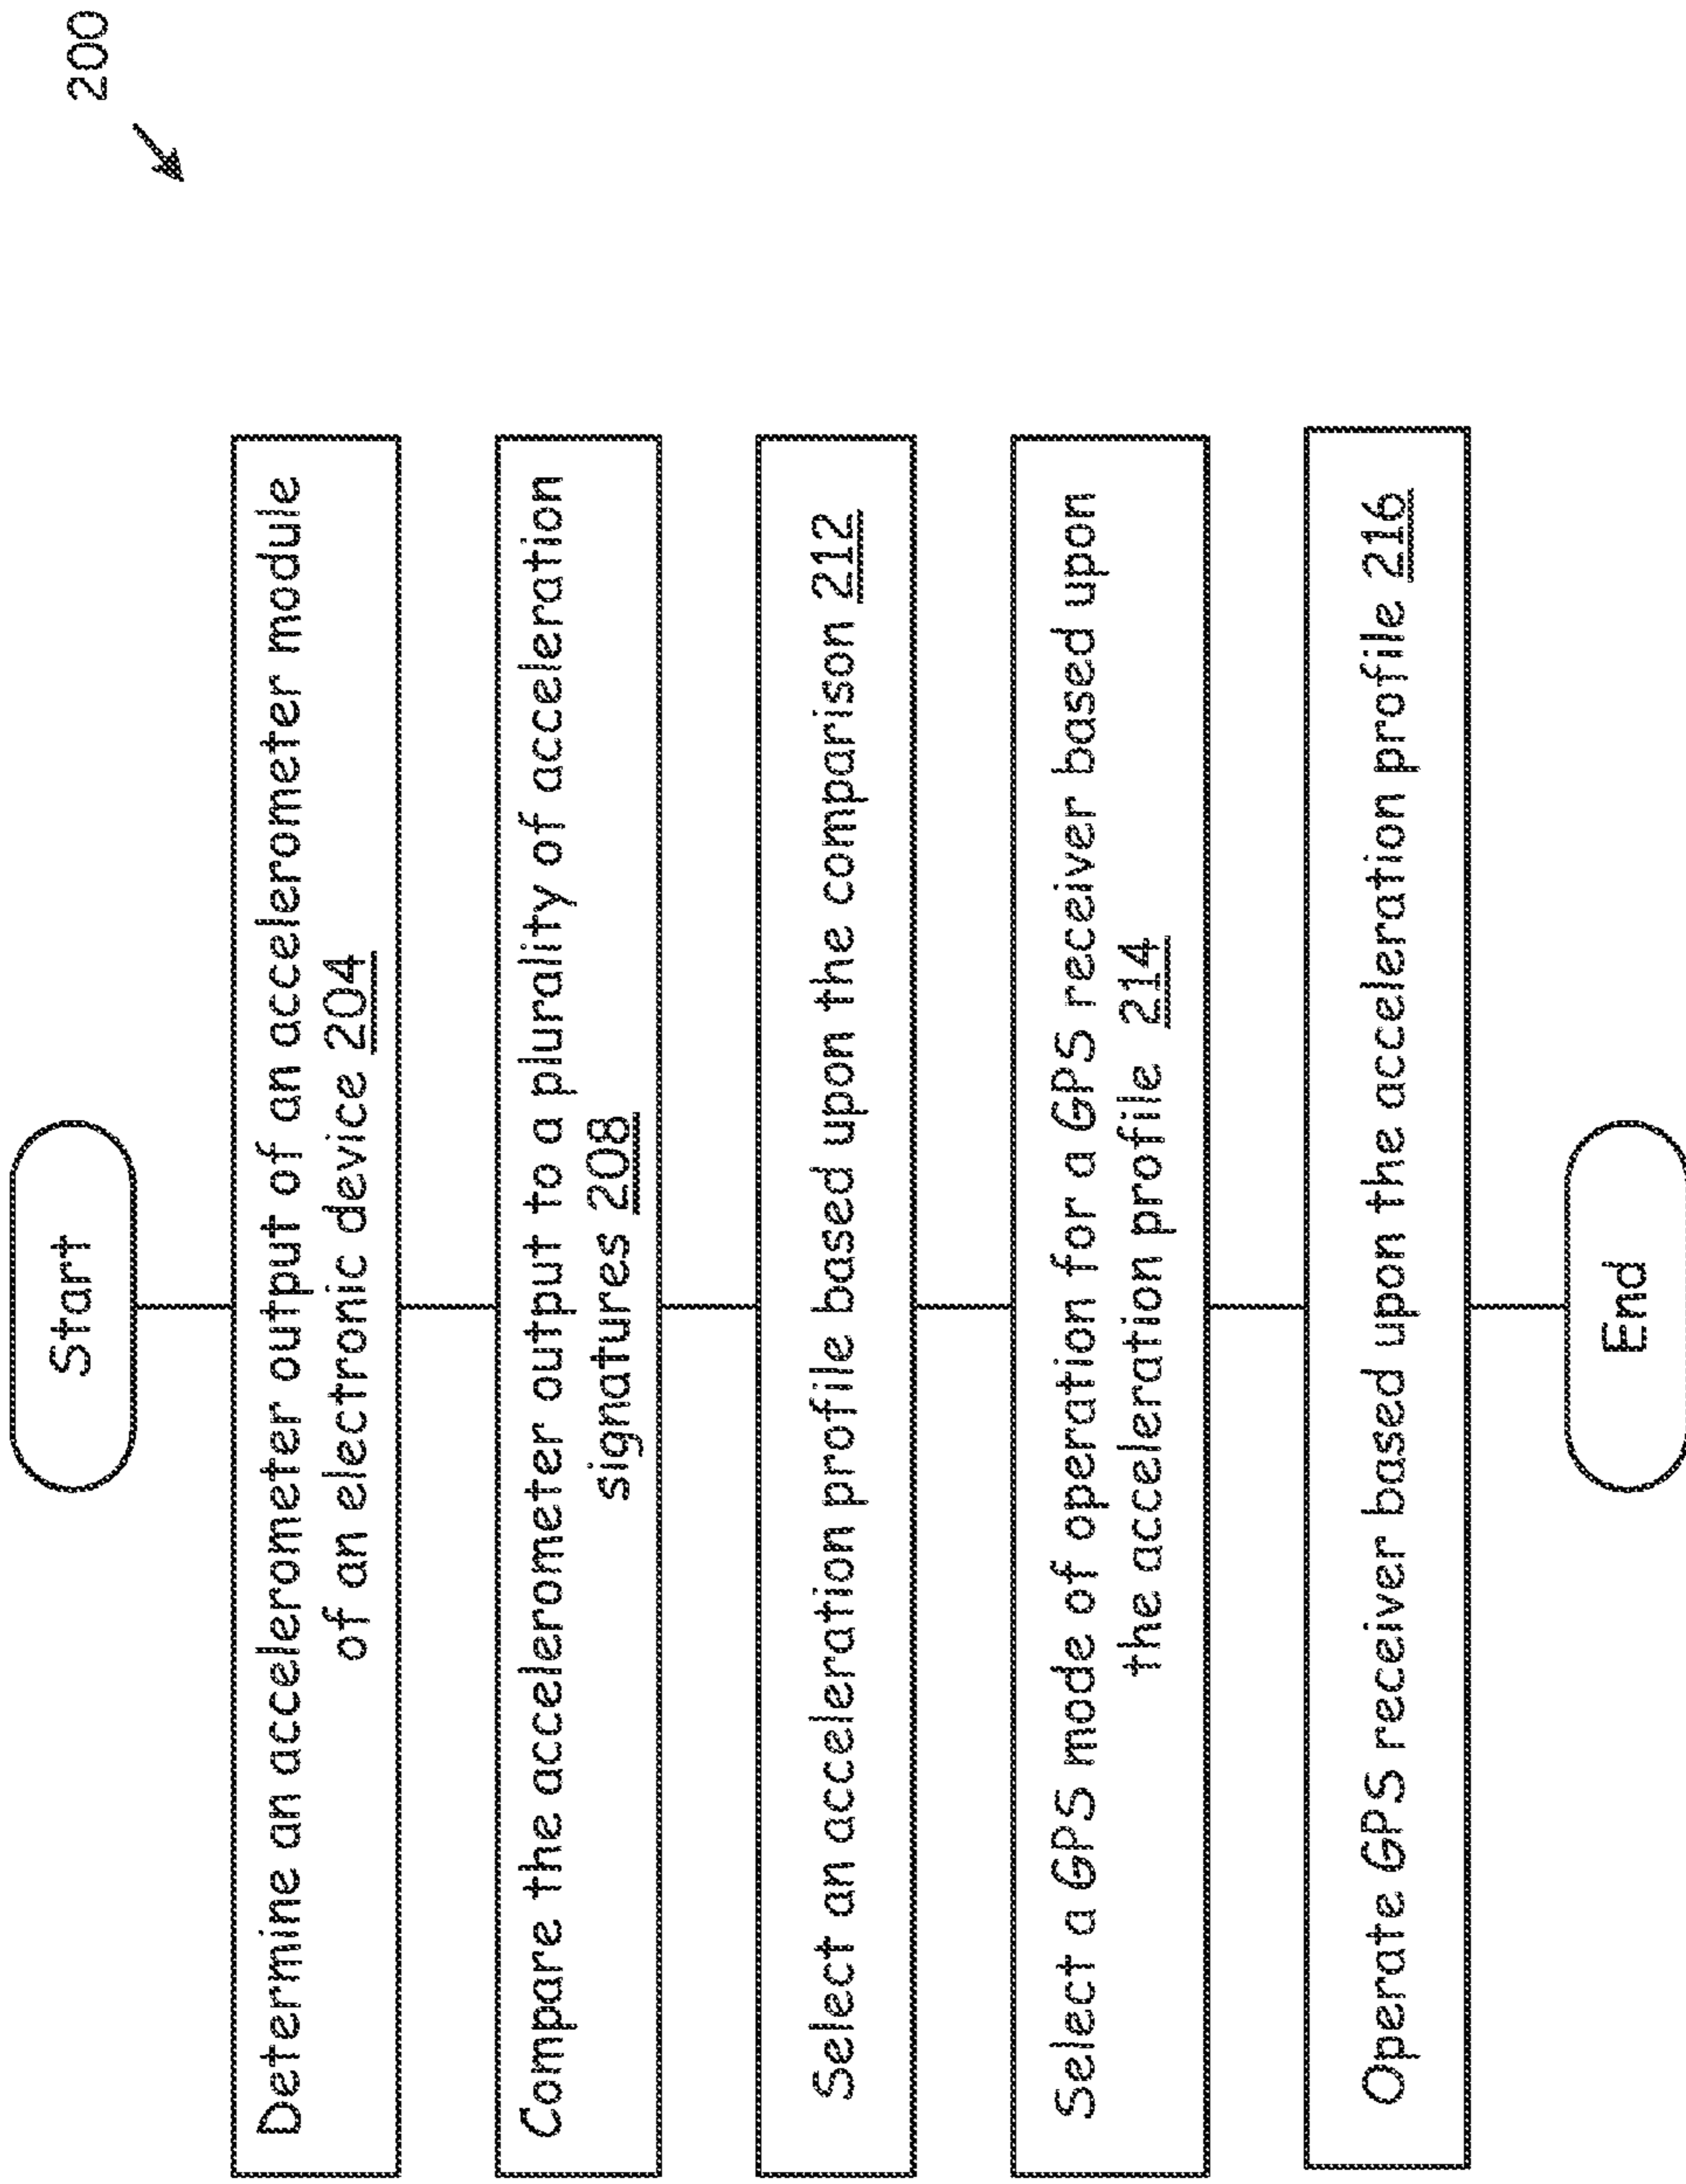 200
Start
Determine an accelerometer output of an accelerometer module
of an electronic device 204
Compare the accelerometer output to a plurality of acceleration
signatures 208
Select an acceleration profile based upon the comparison 212
Select a GPS mode of operation for a GPS receiver based upon
the acceleration profile 214
Operate GPS receiver based upon the acceleration profile 216
End